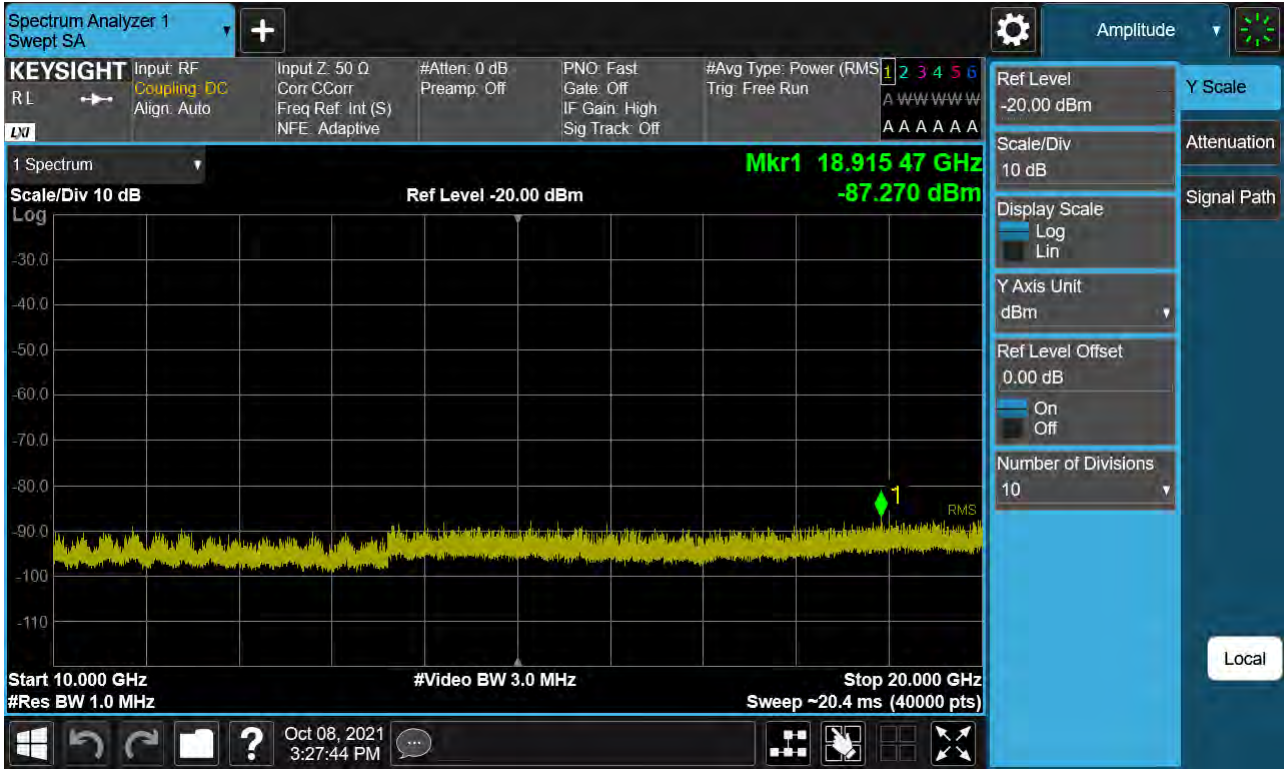 Spectrum Analyzer 1
Swept SA
Amplitude
KEYSIGHT
R L
LXI
Input: RF
Coupling: DC
Align: Auto
Input Z: 50 Ω
Corr CCorr
Freq Ref: Int (S)
NFE: Adaptive
#Atten: 0 dB
Preamp: Off
PNO: Fast
Gate: Off
IF Gain: High
Sig Track: Off
#Avg Type: Power (RMS
Trig: Free Run
1 2 3 4 5 6
A W W W W W
A A A A A A
1 Spectrum
Mkr1 18.915 47 GHz
Scale/Div 10 dB
Ref Level -20.00 dBm
-87.270 dBm
Log
-30.0
-40.0
-50.0
-60.0
-70.0
-80.0
-90.0
-100
-110
1
RMS
Start 10.000 GHz
#Video BW 3.0 MHz
Stop 20.000 GHz
#Res BW 1.0 MHz
Sweep ~20.4 ms (40000 pts)
Ref Level
-20.00 dBm
Scale/Div
10 dB
Display Scale
Log
Lin
Y Axis Unit
dBm
Ref Level Offset
0.00 dB
On
Off
Number of Divisions
10
Y Scale
Attenuation
Signal Path
Local
?
Oct 08, 2021
3:27:44 PM